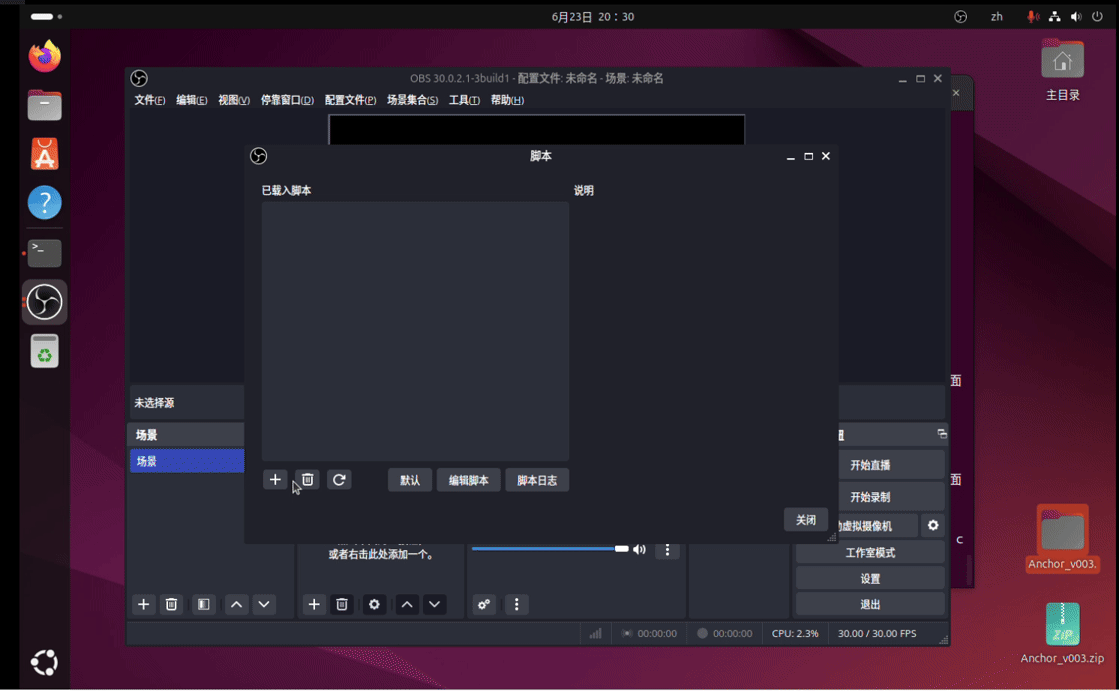 6月23日 20：30
zh
主目录
OBS 30.0.2.1-3build1 - 配置文件: 未命名 - 场景: 未命名
文件(F) 编辑(E) 视图(V) 停靠窗口(D) 配置文件(P) 场景集合(S) 工具(T) 帮助(H)
脚本
已载入脚本
说明
面
未选择源
场景
场景
开始直播
面
默认
编辑脚本
脚本日志
开始录制
关闭
虚拟摄像机
c
或者右击此处添加一个。
工作室模式
Anchor_v003.
设置
退出
00:00:00
00:00:00
CPU: 2.3%
30.00 / 30.00 FPS
ZIP
Anchor_v003.zip